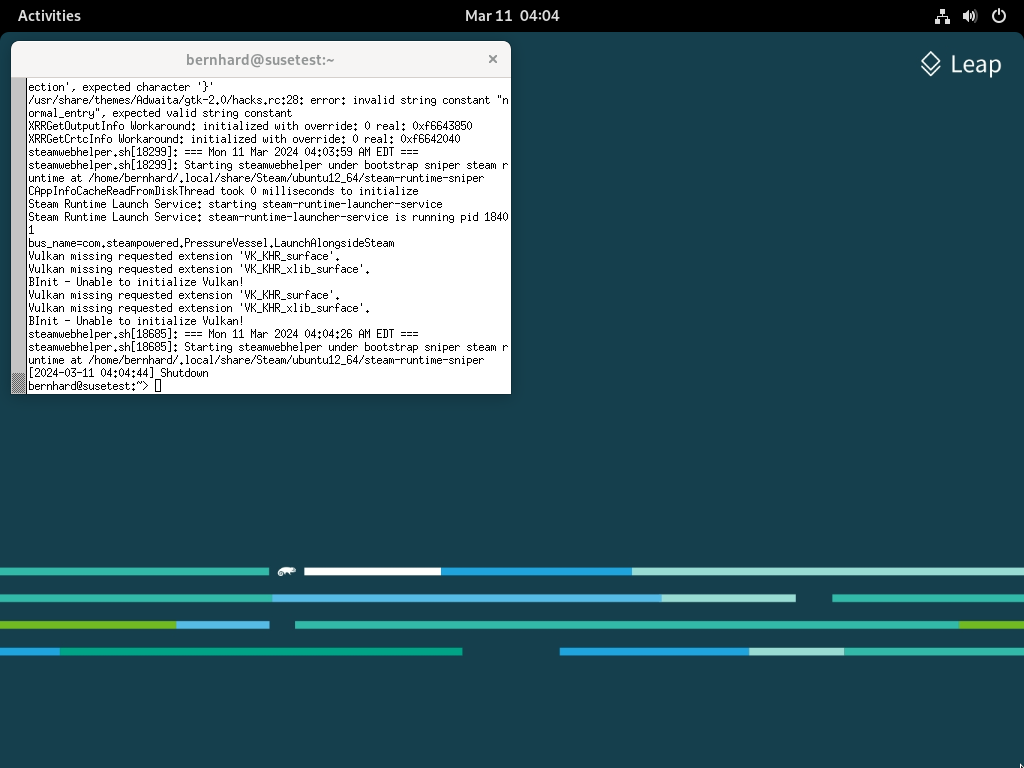 Activities
Mar 11 04:04
bernhard@susetest:~
Leap
ection', expected character '}'
/usr/share/themes/Adwaita/gtk-2.0/hacks.rc:28: error: invalid string constant "n
ormal_entry", expected valid string constant
XRRGetOutputInfo Workaround: initialized with override: 0 real: 0xf6643850
XRRGetCrtcInfo Workaround: initialized with override: 0 real: 0xf6642040
steamwebhelper.sh[18299]: === Mon 11 Mar 2024 04:03:59 AM EDT ===
steamwebhelper.sh[18299]: Starting steamwebhelper under bootstrap sniper steam r
untime at /home/bernhard/.local/share/Steam/ubuntu12_64/steam-runtime-sniper
CAppInfoCacheReadFromDiskThread took 0 milliseconds to initialize
Steam Runtime Launch Service: starting steam-runtime-launcher-service
Steam Runtime Launch Service: steam-runtime-launcher-service is running pid 1840
1
bus_name=com.steampowered.PressureVessel.LaunchAlongsideSteam
Vulkan missing requested extension 'VK_KHR_surface'.
Vulkan missing requested extension 'VK_KHR_xlib_surface'.
BInit - Unable to initialize Vulkan!
Vulkan missing requested extension 'VK_KHR_surface'.
Vulkan missing requested extension 'VK_KHR_xlib_surface'.
BInit - Unable to initialize Vulkan!
steamwebhelper.sh[18685]: === Mon 11 Mar 2024 04:04:26 AM EDT ===
steamwebhelper.sh[18685]: Starting steamwebhelper under bootstrap sniper steam r
untime at /home/bernhard/.local/share/Steam/ubuntu12_64/steam-runtime-sniper
[2024-03-11 04:04:44] Shutdown
bernhard@susetest:~>